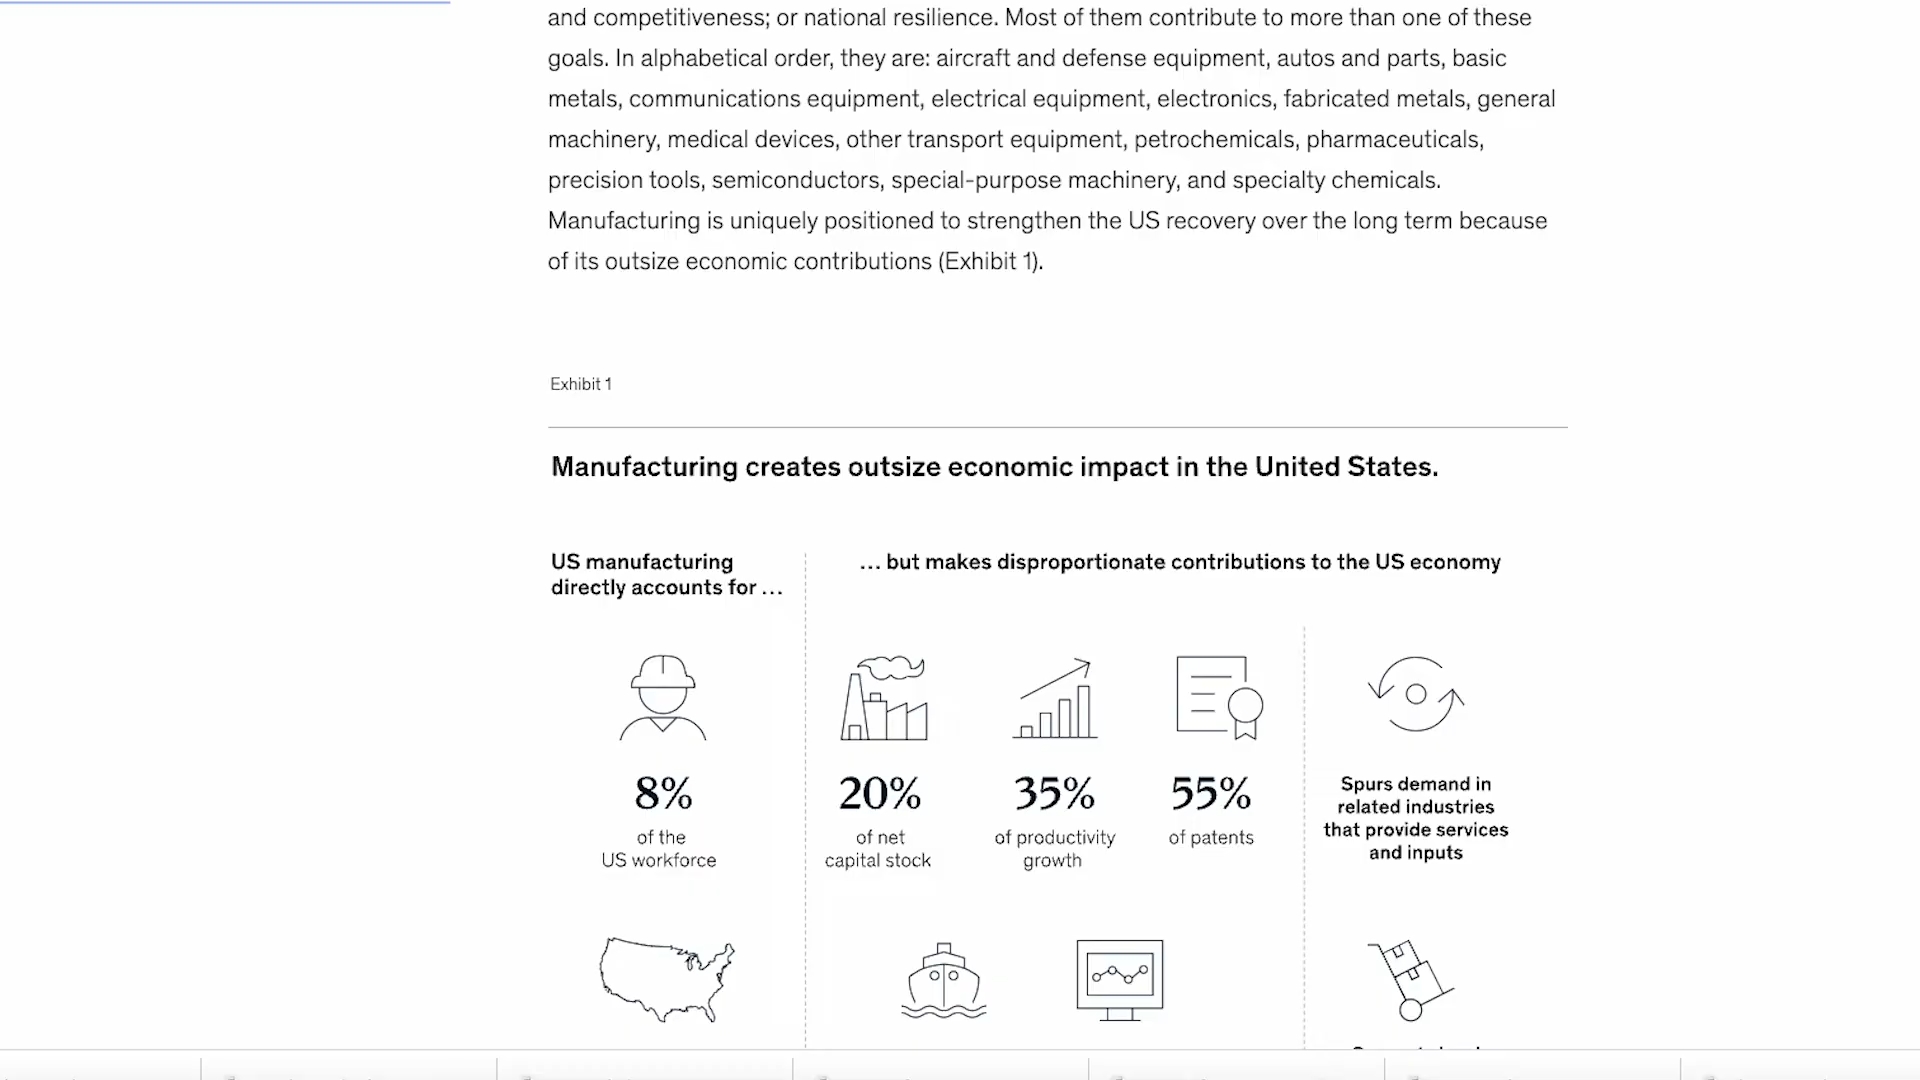 and competitiveness; or national resilience. Most of them contribute to more than one of these
goals. In alphabetical order, they are: aircraft and defense equipment, autos and parts, basic
metals, communications equipment, electrical equipment, electronics, fabricated metals, general
machinery, medical devices, other transport equipment, petrochemicals, pharmaceuticals,
precision tools, semiconductors, special-purpose machinery, and specialty chemicals.
Manufacturing is uniquely positioned to strengthen the US recovery over the long term because
of its outsize economic contributions (Exhibit 1).
Exhibit 1
Manufacturing creates outsize economic impact in the United States.
US manufacturing
directly accounts for ...
... but makes disproportionate contributions to the US economy
8%
of the
US workforce
20%
of net
capital stock
35%
of productivity
growth
55%
of patents
Spurs demand in
related industries
that provide services
and inputs